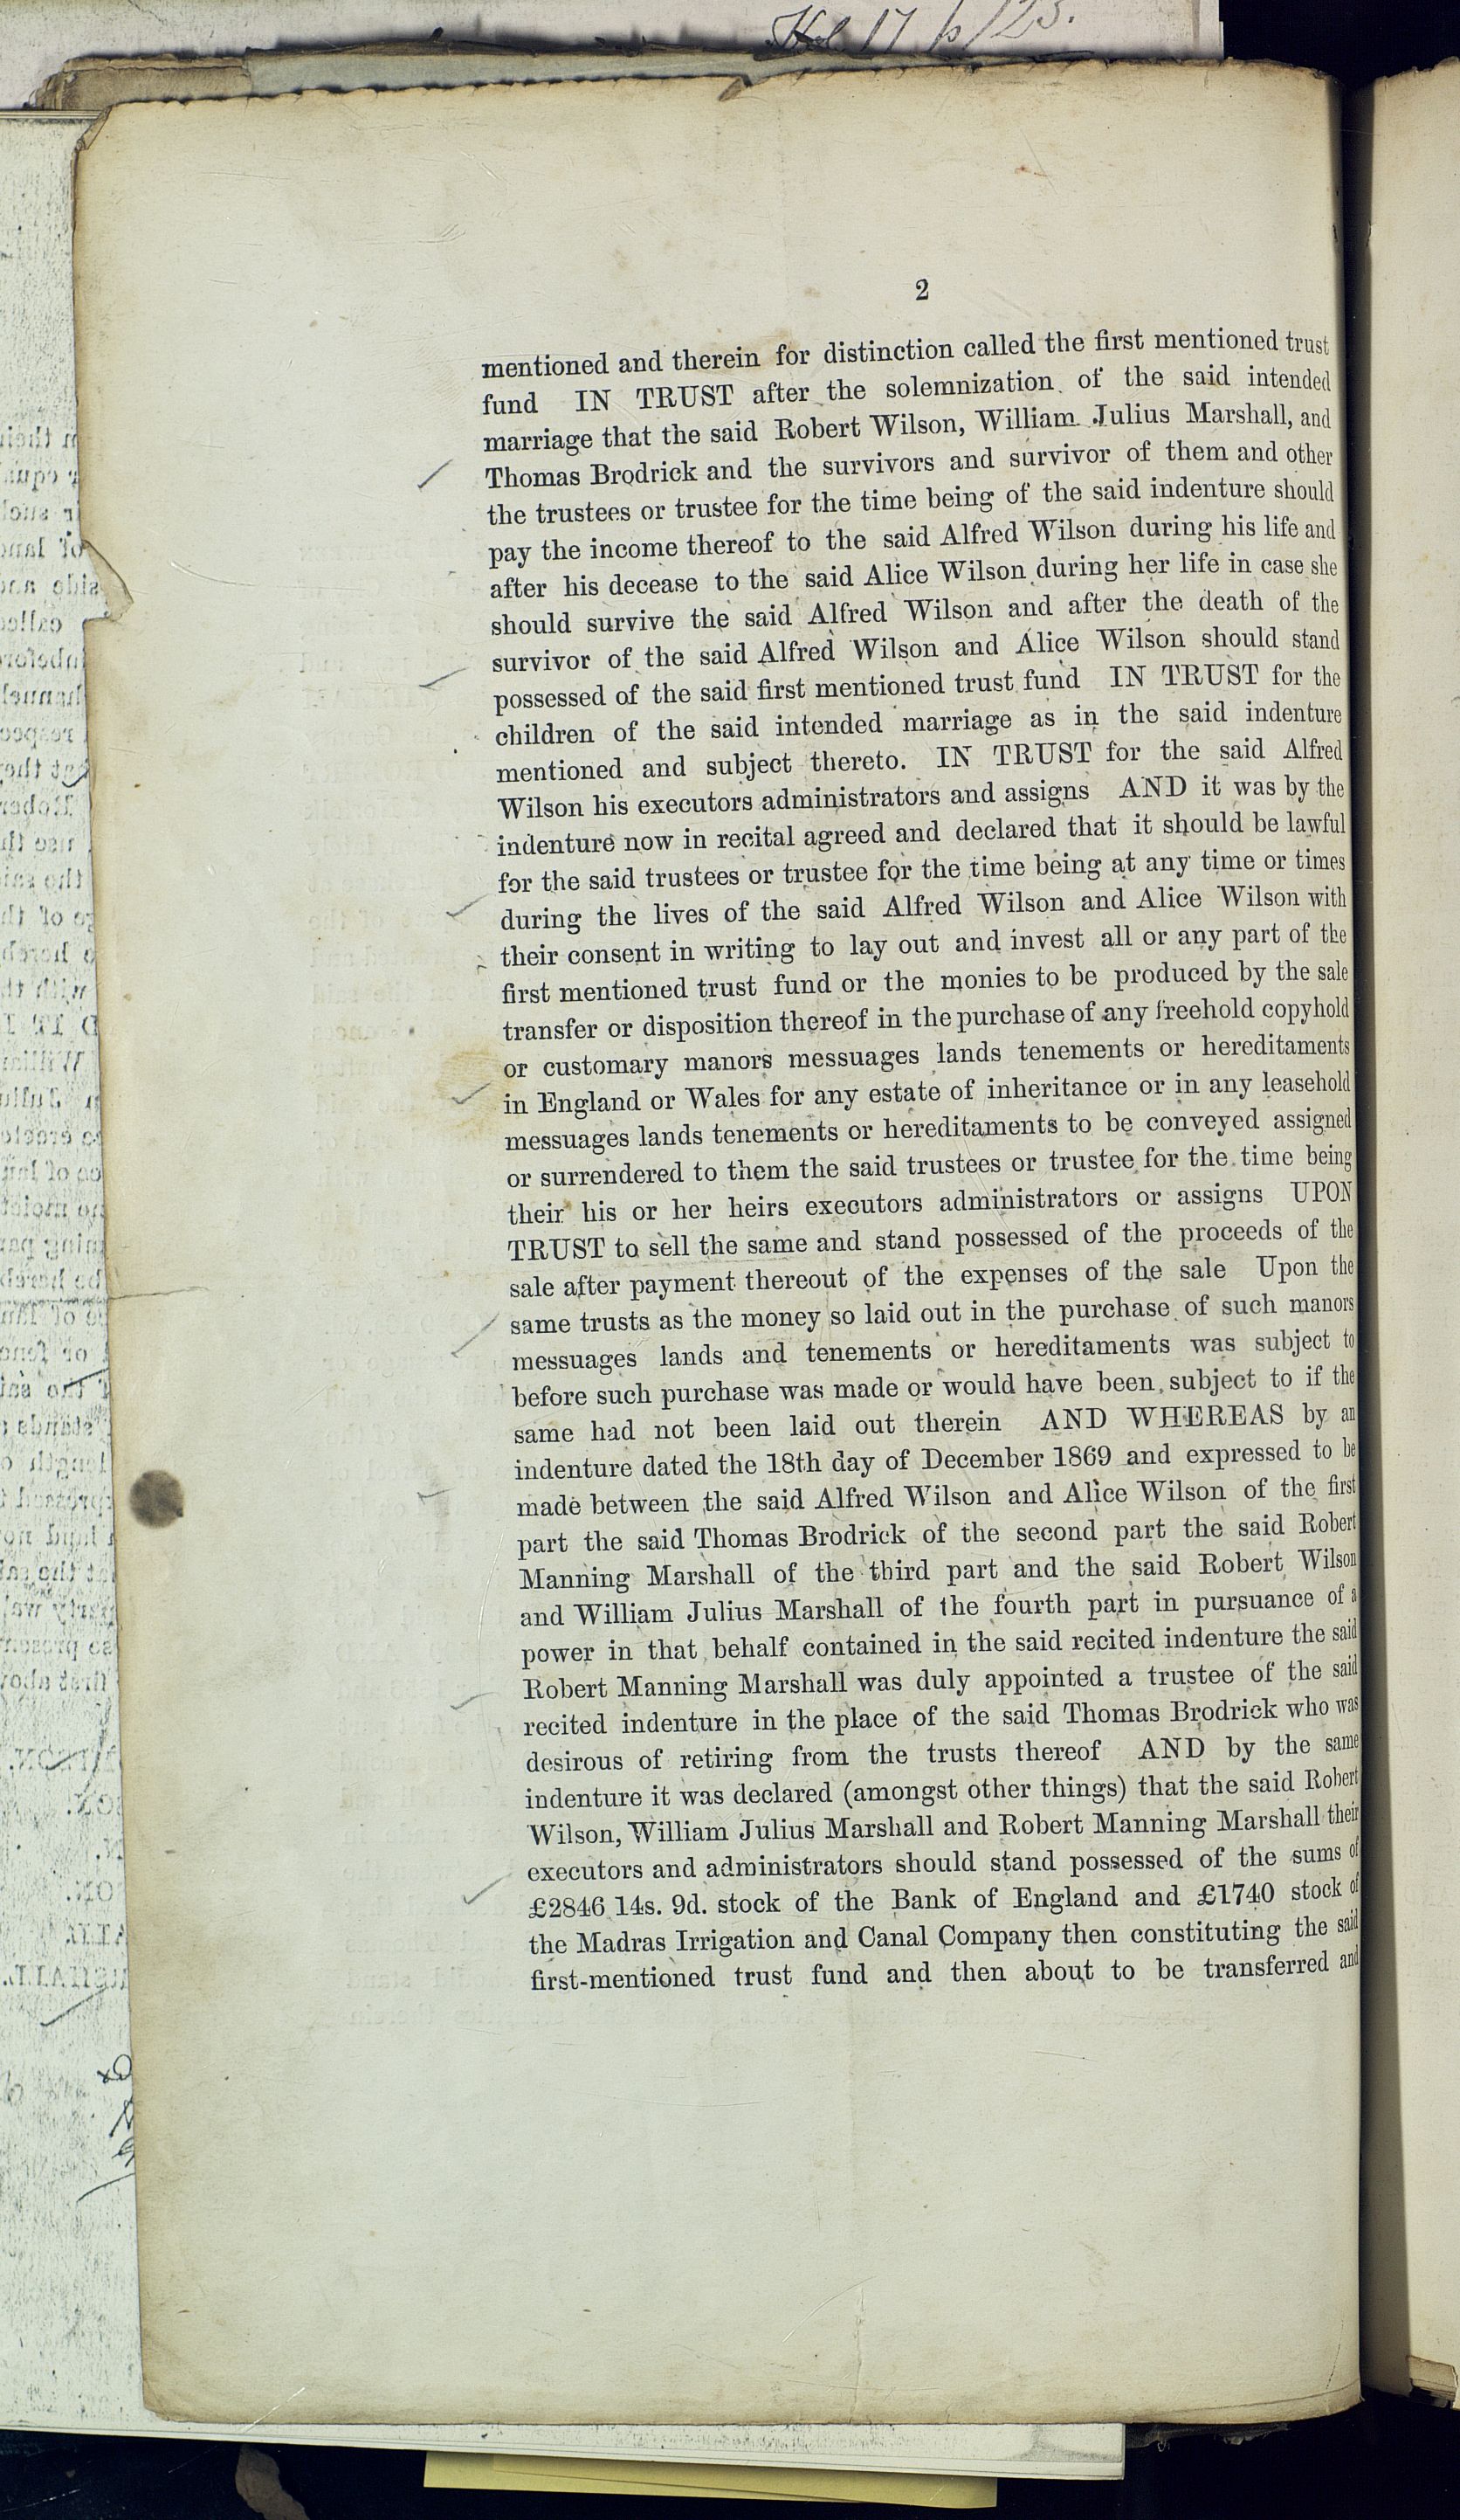 2
mentioned and therein for distinction called the first mentioned trust
fund IN TRUST after the solemnization of the said intended
marriage that the said Robert Wilson, William Julius Marshall, and
Thomas Brodrick and the survivors and survivor of them and other
the trustees or trustee for the time being of the said indenture should
pay the income thereof to the said Alfred Wilson during his life and
after his decease to the said Alice Wilson during her life in case she
should survive the said Alfred Wilson and after the death of the
survivor of the said Alfred Wilson and Alice Wilson should stand
possessed of the said first mentioned trust fund IN TRUST for the
children of the said intended marriage as in the said indenture
mentioned and subject thereto. IN TRUST for the said Alfred
Wilson his executors administrators and assigns AND it was by the
indenture now in recital agreed and declared that it should be lawful
for the said trustees or trustee for the time being at any time or times
during the lives of the said Alfred Wilson and Alice Wilson with
their consent in writing to lay out and invest all or any part of the
first mentioned trust fund or the monies to be produced by the sale
transfer or disposition thereof in the purchase of any freehold copyhold
or customary manors messuages lands tenements or hereditaments
in England or Wales for any estate of inheritance or in any leasehold
messuages lands tenements or hereditaments to be conveyed assigned
or surrendered to them the said trustees or trustee for the time being
their his or her heirs executors administrators or assigns UPON
TRUST to sell the same and stand possessed of the proceeds of the
sale after payment thereout of the expenses of the sale Upon the
same trusts as the money so laid out in the purchase of such manors
messuages lands and tenements or hereditaments was subject to
before such purchase was made or would have been subject to if the
same had not been laid out therein AND WHEREAS by an
indenture dated the 18th day of December 1869 and expressed to be
made between the said Alfred Wilson and Alice Wilson of the first
part the said Thomas Brodrick of the second part the said Robert
Manning Marshall of the third part and the said Robert Wilson
and William Julius Marshall of the fourth part in pursuance of a
power in that behalf contained in the said recited indenture the said
Robert Manning Marshall was duly appointed a trustee of the said
recited indenture in the place of the said Thomas Brodrick who was
desirous of retiring from the trusts thereof AND by the same
indenture it was declared (amongst other things) that the said Robert
Wilson, William Julius Marshall and Robert Manning Marshall their
executors and administrators should stand possessed of the sums of
£2846 14s. 9d. stock of the Bank of England and £1740 stock of
the Madras Irrigation and Canal Company then constituting the said
first-mentioned trust fund and then about to be transferred and